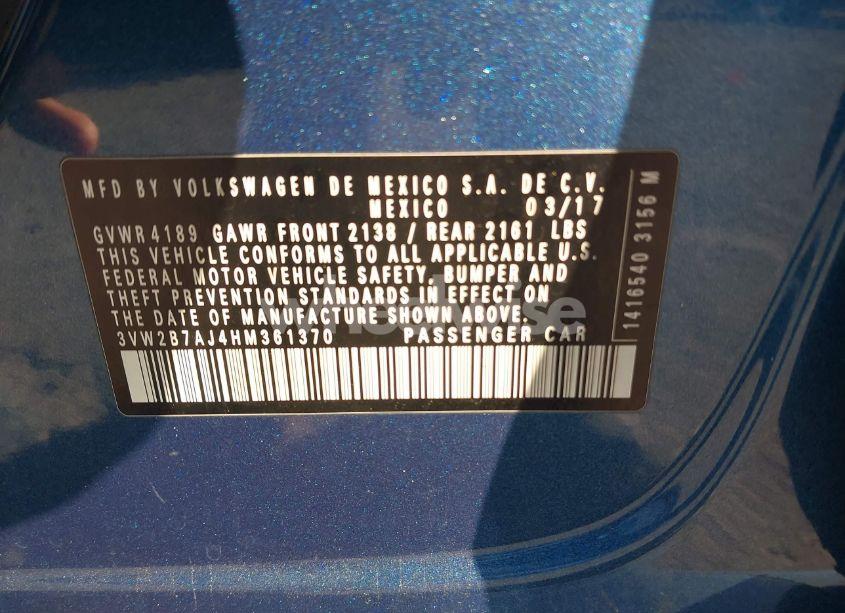 MFD BY VOLKSWAGEN DE MEXICO S.A. DE C.V.
MEXICO 03/17
GVWR 4189 GAWR FRONT 2138 / REAR 2161 LBS
THIS VEHICLE CONFORMS TO ALL APPLICABLE U.S.
FEDERAL MOTOR VEHICLE SAFETY, BUMPER AND
THEFT PREVENTION STANDARDS IN EFFECT ON
THE DATE OF MANUFACTURE SHOWN ABOVE.
3VW2B7AJ4HM361370 PASSENGER CAR
1416540 3156 M